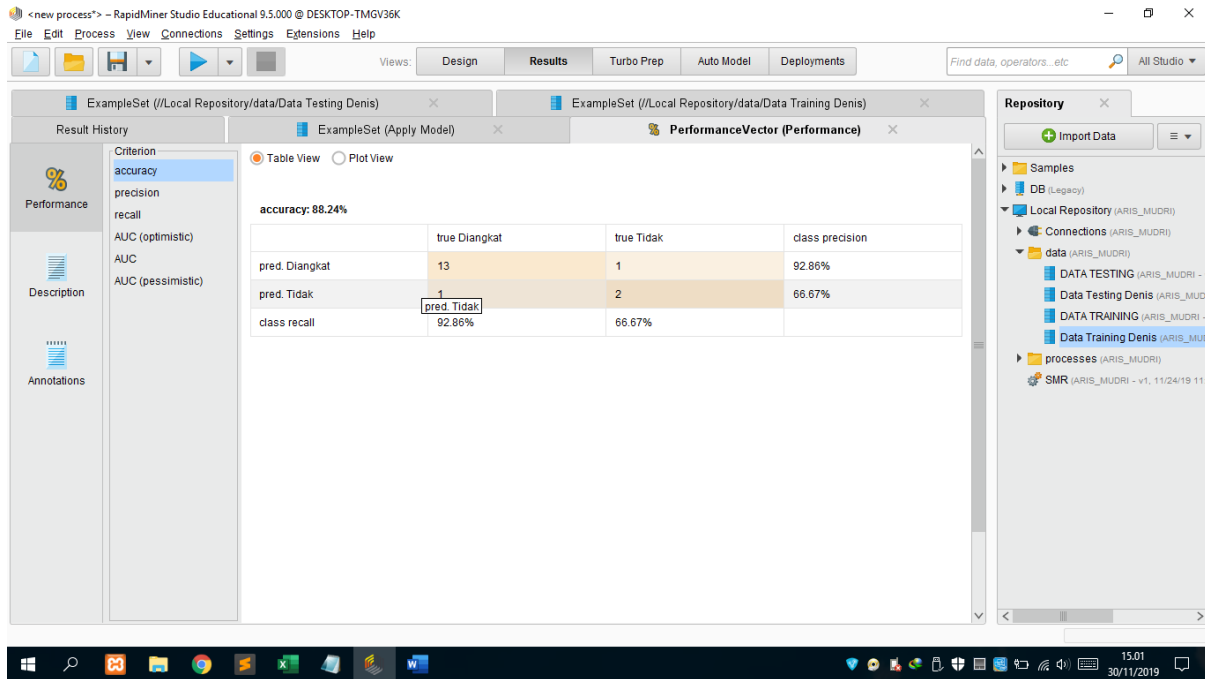 <new process*> – RapidMiner Studio Educational 9.5.000 @ DESKTOP-TMGV36K
File Edit Process View Connections Settings Extensions Help
Views: Design Results Turbo Prep Auto Model Deployments Find data, operators...etc All Studio
ExampleSet (//Local Repository/data/Data Testing Denis) ExampleSet (//Local Repository/data/Data Training Denis)
Result History ExampleSet (Apply Model) PerformanceVector (Performance)
Performance
Description
Annotations
Criterion
accuracy
precision
recall
AUC (optimistic)
AUC
AUC (pessimistic)
Table View Plot View
accuracy: 88.24%
true Diangkat true Tidak class precision
pred. Diangkat 13 1 92.86%
pred. Tidak 1 2 66.67%
pred. Tidak
class recall 92.86% 66.67%
Repository
Import Data
Samples
DB (Legacy)
Local Repository (ARIS_MUDRI)
Connections (ARIS_MUDRI)
data (ARIS_MUDRI)
DATA TESTING (ARIS_MUDRI -
Data Testing Denis (ARIS_MUD
DATA TRAINING (ARIS_MUDRI -
Data Training Denis (ARIS_MU
processes (ARIS_MUDRI)
SMR (ARIS_MUDRI - v1, 11/24/19 11
15.01
30/11/2019